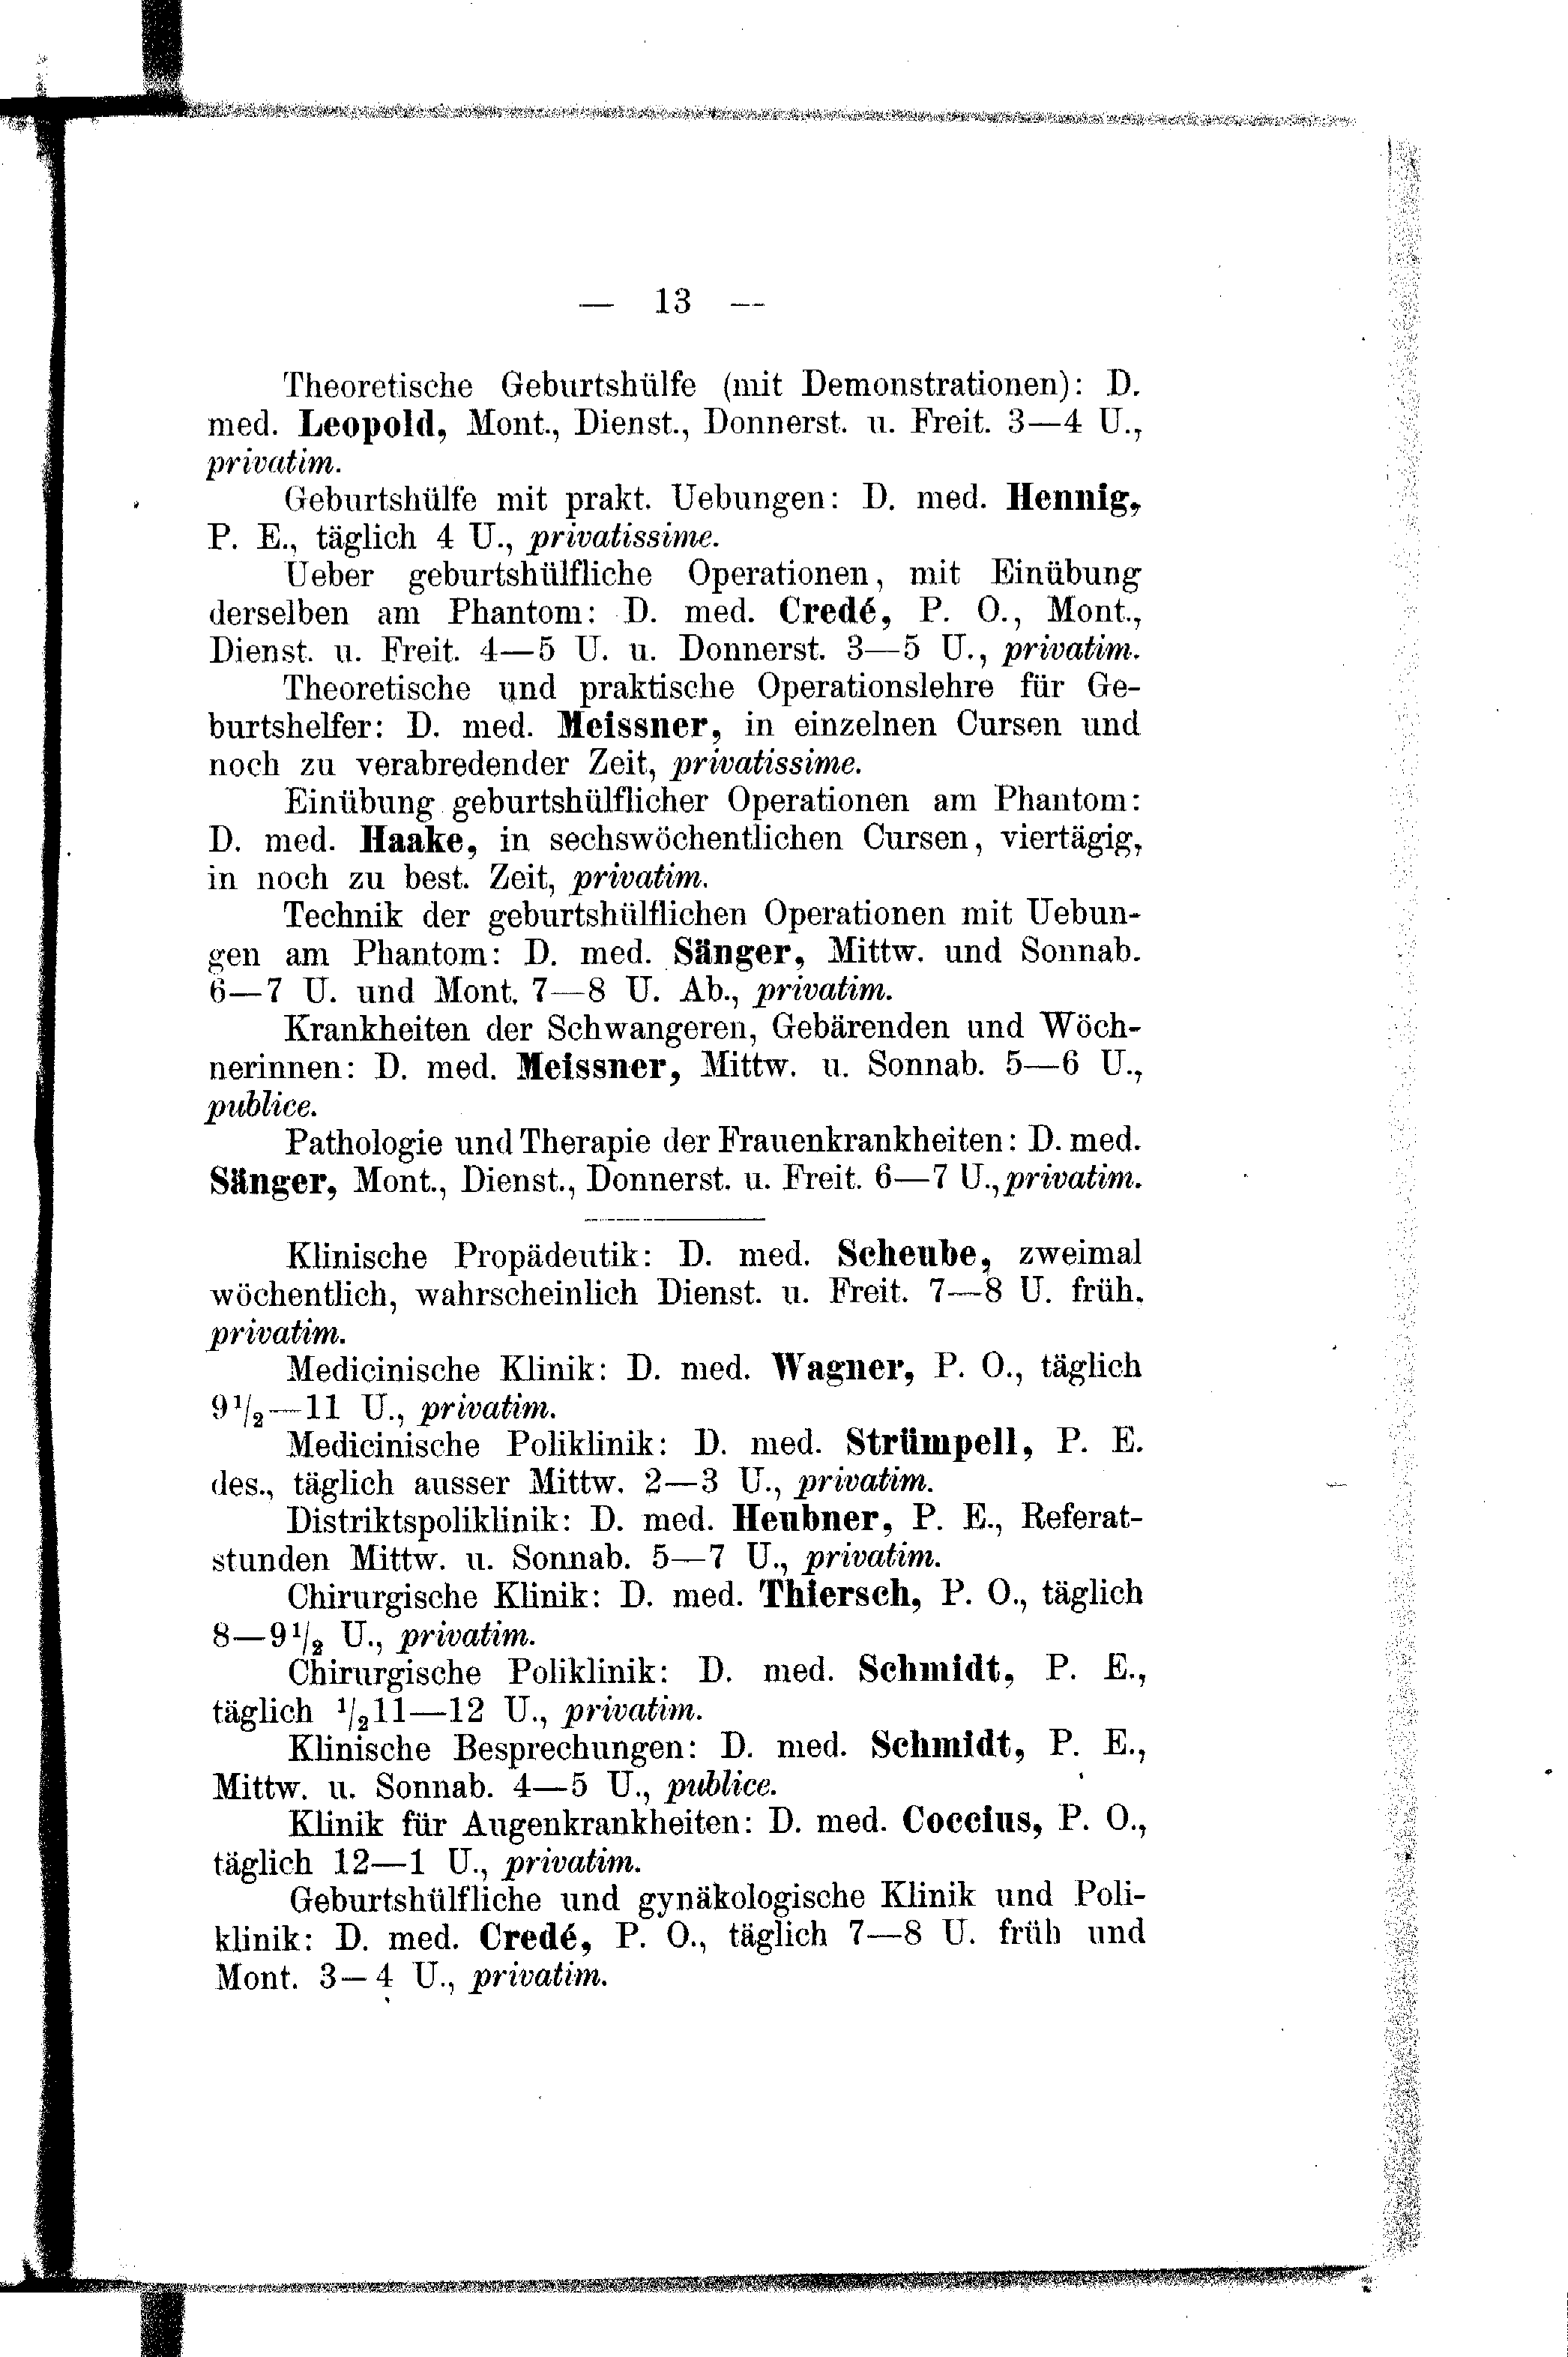 — 13 —
Theoretische Geburtshülfe (mit Demonstrationen): D.
med. Leopold, Mont., Dienst., Donnerst. u. Freit. 3—4 U.,
privatim.
Geburtshülfe mit prakt. Uebungen: D. med. Hennig,
P. E., täglich 4 U., privatissime.
Ueber geburtshülfliche Operationen, mit Einübung
derselben am Phantom: D. med. Credé, P. O., Mont.,
Dienst. u. Freit. 4—5 U. u. Donnerst. 3—5 U., privatim.
Theoretische und praktische Operationslehre für Ge-
burtshelfer: D. med. Meissner, in einzelnen Cursen und
noch zu verabredender Zeit, privatissime.
Einübung geburtshülflicher Operationen am Phantom:
D. med. Haake, in sechswöchentlichen Cursen, viertägig,
in noch zu best. Zeit, privatim.
Technik der geburtshülflichen Operationen mit Uebun-
gen am Phantom: D. med. Sänger, Mittw. und Sonnab.
6—7 U. und Mont. 7—8 U. Ab., privatim.
Krankheiten der Schwangeren, Gebärenden und Wöch-
nerinnen: D. med. Meissner, Mittw. u. Sonnab. 5—6 U.,
publice.
Pathologie und Therapie der Frauenkrankheiten: D. med.
Sänger, Mont., Dienst., Donnerst. u. Freit. 6—7 U., privatim.
Klinische Propädeutik: D. med. Scheube, zweimal
wöchentlich, wahrscheinlich Dienst. u. Freit. 7—8 U. früh.
privatim.
Medicinische Klinik: D. med. Wagner, P. O., täglich
9 1/2—11 U., privatim.
Medicinische Poliklinik: D. med. Strümpell, P. E.
des., täglich ausser Mittw. 2—3 U., privatim.
Distriktspoliklinik: D. med. Heubner, P. E., Referat-
stunden Mittw. u. Sonnab. 5—7 U., privatim.
Chirurgische Klinik: D. med. Thiersch, P. O., täglich
8—9 1/2 U., privatim.
Chirurgische Poliklinik: D. med. Schmidt, P. E.,
täglich 1/2 11—12 U., privatim.
Klinische Besprechungen: D. med. Schmidt, P. E.,
Mittw. u. Sonnab. 4—5 U., publice.
Klinik für Augenkrankheiten: D. med. Coccius, P. O.,
täglich 12—1 U., privatim.
Geburtshülfliche und gynäkologische Klinik und Poli-
klinik: D. med. Credé, P. O., täglich 7—8 U. früh und
Mont. 3—4 U., privatim.